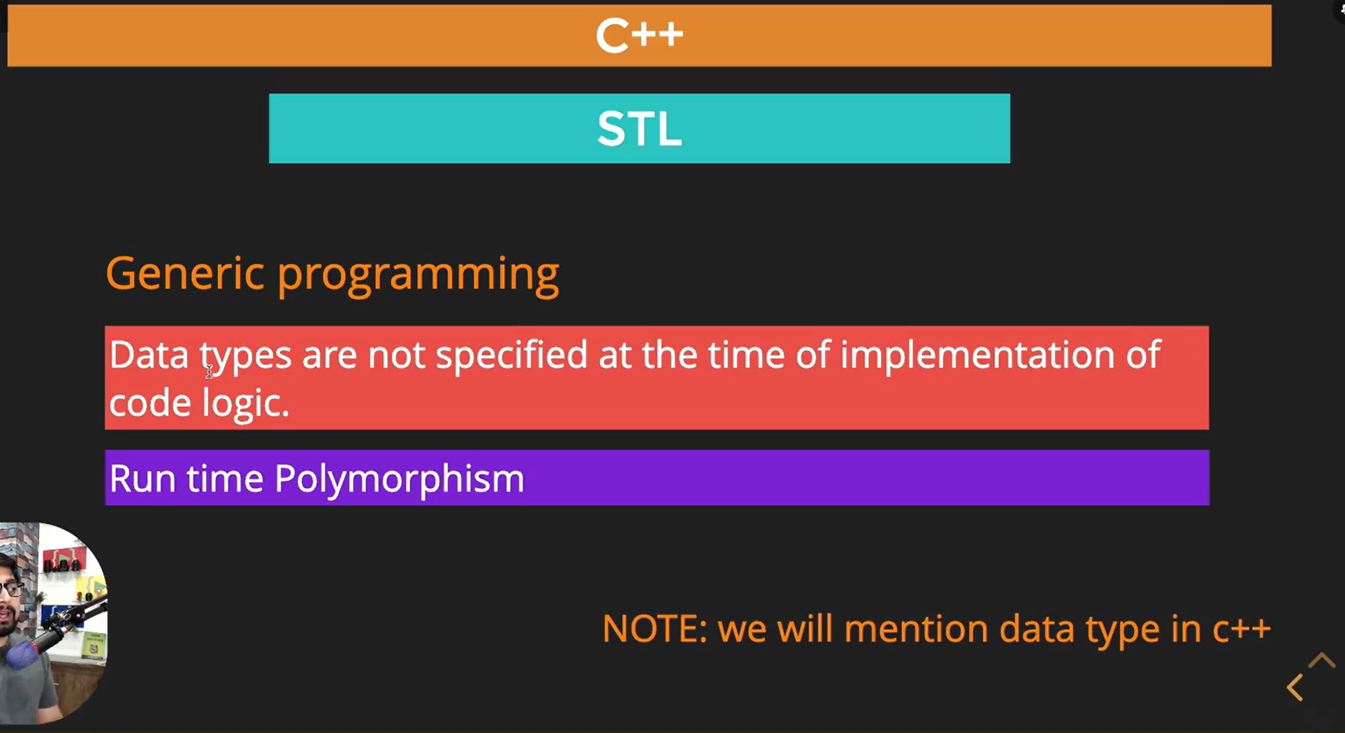 C++
STL
Generic programming
Data types are not specified at the time of implementation of
code logic.
Run time Polymorphism
NOTE: we will mention data type in c++